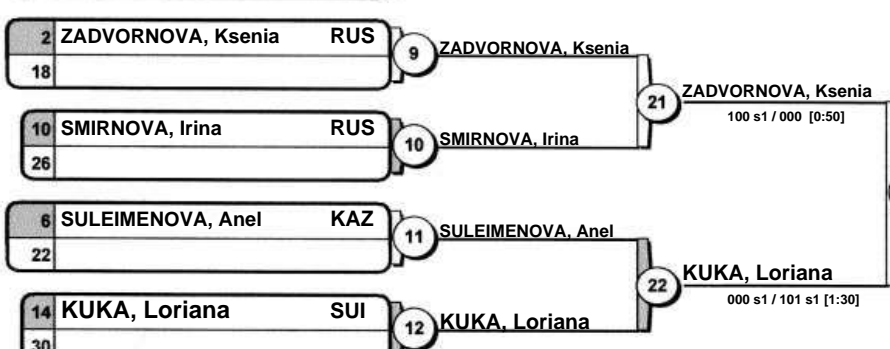 2 ZADVORNOVA, Ksenia RUS
18
9 ZADVORNOVA, Ksenia
10 SMIRNOVA, Irina RUS
26
10 SMIRNOVA, Irina
21 ZADVORNOVA, Ksenia
100 s1 / 000 [0:50]
6 SULEIMENOVA, Anel KAZ
22
11 SULEIMENOVA, Anel
14 KUKA, Loriana SUI
30
12 KUKA, Loriana
22 KUKA, Loriana
000 s1 / 101 s1 [1:30]